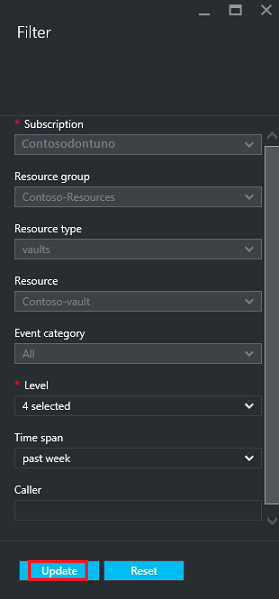 Filter
* Subscription
Contosodontuno
Resource group
Contoso-Resources
Resource type
vaults
Resource
Contoso-vault
Event category
All
* Level
4 selected
Time span
past week
Caller
Update Reset